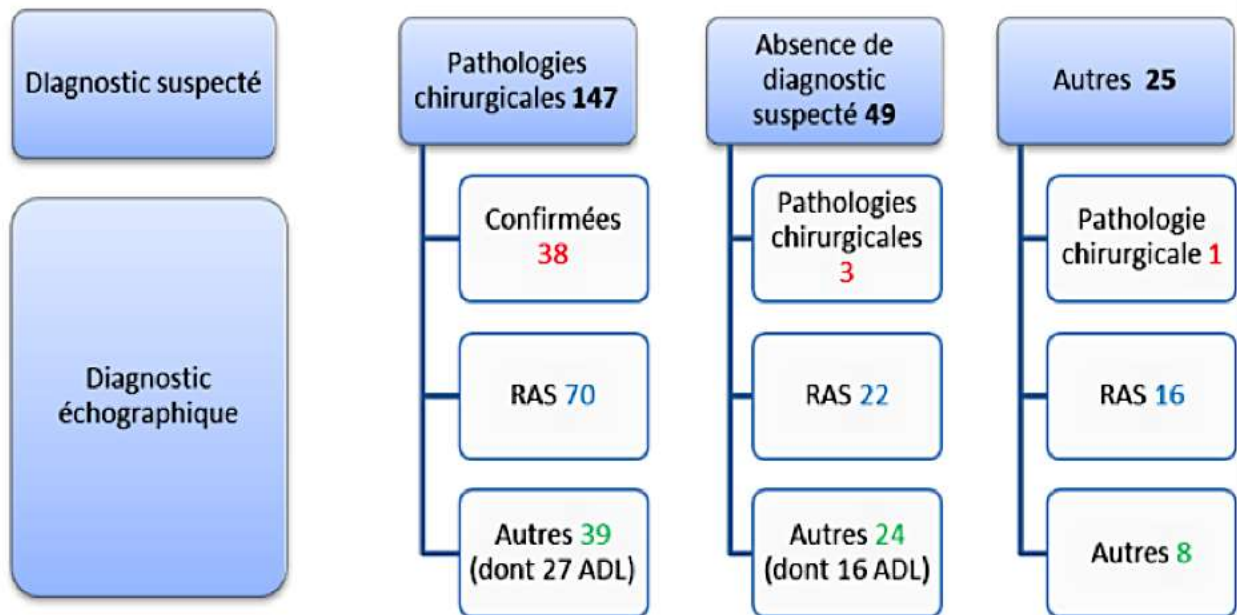 DIagnostic suspecté
Pathologies
chirurgicales 147
Absence de
diagnostic
suspecté 49
Autres 25
Diagnostic
échographique
Confirmées
38
Pathologies
chirurgicales
3
Pathologie
chirurgicale 1
RAS 70
RAS 22
RAS 16
Autres 39
(dont 27 ADL)
Autres 24
(dont 16 ADL)
Autres 8